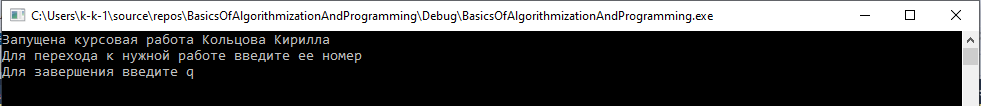 C:\Users\k-k-1\source\repos\BasicsOfAlgorithmizationAndProgramming\Debug\BasicsOfAlgorithmizationAndProgramming.exe
Запущена курсовая работа Кольцова Кирилла
Для перехода к нужной работе введите ее номер
Для завершения введите q